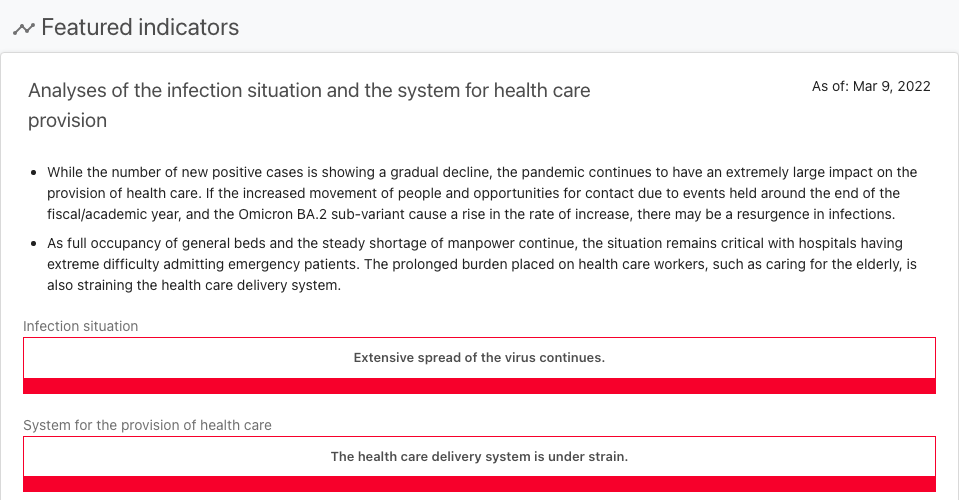 Featured indicators
Analyses of the infection situation and the system for health care
provision
As of: Mar 9, 2022
• While the number of new positive cases is showing a gradual decline, the pandemic continues to have an extremely large impact on the
provision of health care. If the increased movement of people and opportunities for contact due to events held around the end of the
fiscal/academic year, and the Omicron BA.2 sub-variant cause a rise in the rate of increase, there may be a resurgence in infections.
• As full occupancy of general beds and the steady shortage of manpower continue, the situation remains critical with hospitals having
extreme difficulty admitting emergency patients. The prolonged burden placed on health care workers, such as caring for the elderly, is
also straining the health care delivery system.
Infection situation
Extensive spread of the virus continues.
System for the provision of health care
The health care delivery system is under strain.